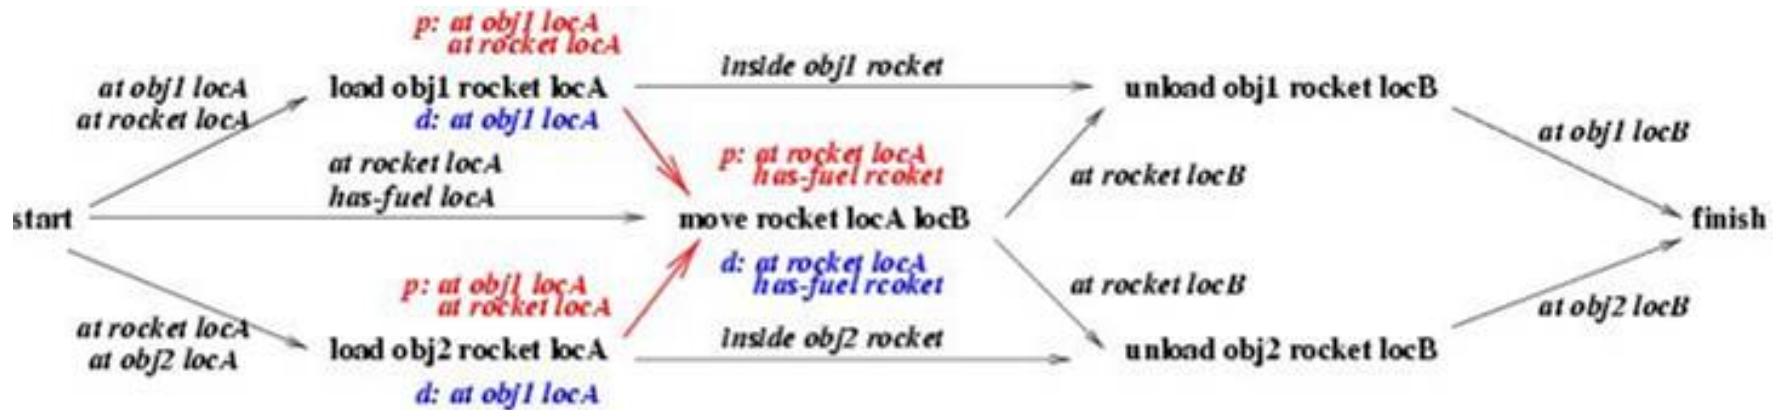 p: at obj1 locA
at rocket locA
inside obj1 rocket
at obj1 locA
load obj1 rocket locA
unload obj1 rocket locB
at rocket locA
d: at obj1 locA
at obj1 locB
at rocket locA
p: at rocket locA
has-fuel rcoket
at rocket locB
has-fuel locA
start
move rocket locA locB
finish
p: at obj1 locA
at rocket locA
d: at rocket locA
has-fuel rcoket
at rocket locB
at obj2 locB
at rocket locA
inside obj2 rocket
at obj2 locA
load obj2 rocket locA
unload obj2 rocket locB
d: at obj1 locA